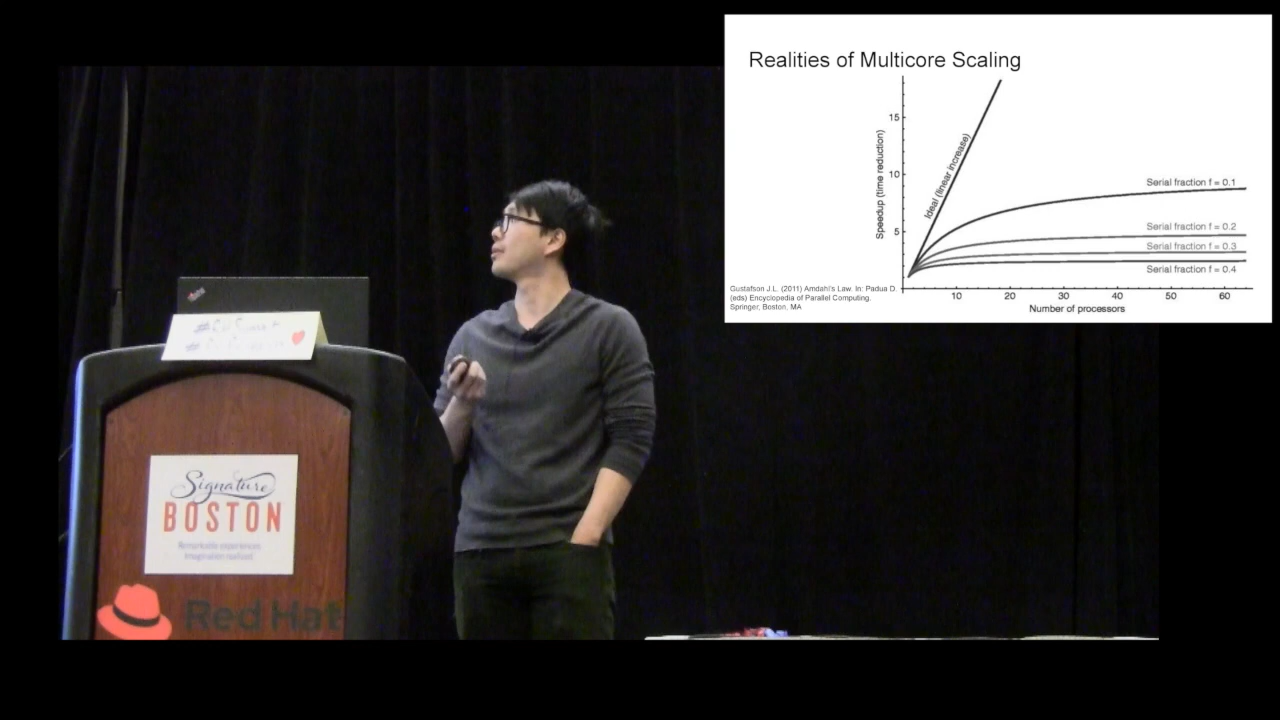 Realities of Multicore Scaling
Speedup (time reduction)
15
10
5
Ideal (linear increase)
Serial fraction f = 0.1
Serial fraction f = 0.2
Serial fraction f = 0.3
Serial fraction f = 0.4
10
20
30
40
50
60
Number of processors
Gustafson J.L. (2011) Amdahl's Law. In: Padua D.
(eds) Encyclopedia of Parallel Computing.
Springer, Boston, MA
Signature
BOSTON
Remarkable experiences.
Imagination realized.
Red Hat